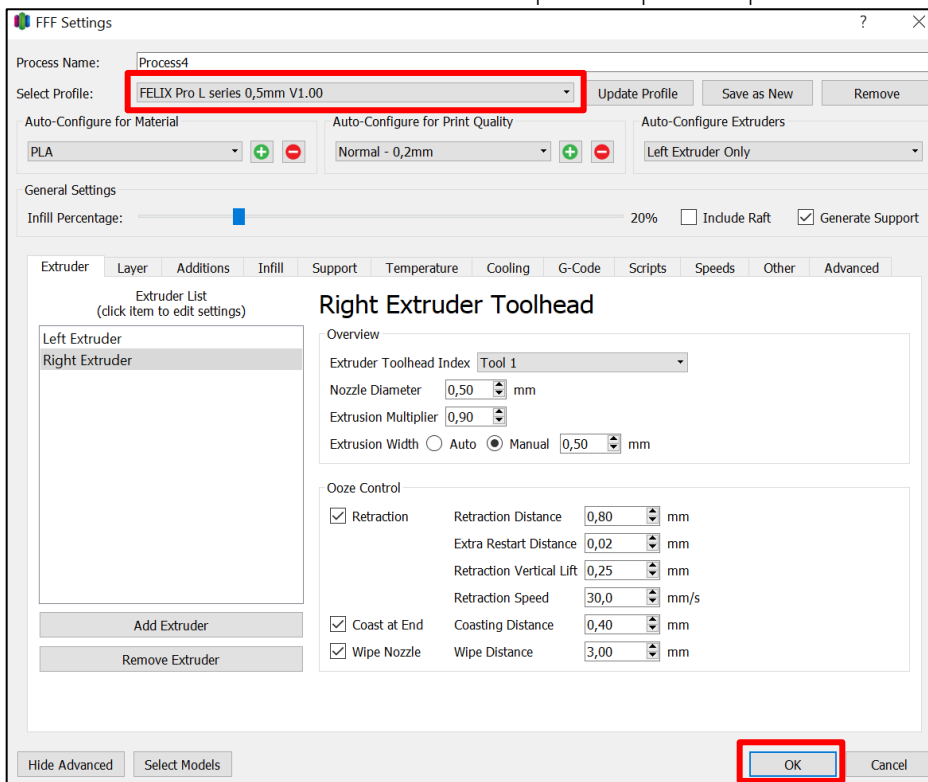 FFF Settings ?
Process Name: Process4
Select Profile: FELIX Pro L series 0,5mm V1.00 Update Profile Save as New Remove
Auto-Configure for Material Auto-Configure for Print Quality Auto-Configure Extruders
PLA Normal - 0,2mm Left Extruder Only
General Settings
Infill Percentage: 20% Include Raft Generate Support
Extruder Layer Additions Infill Support Temperature Cooling G-Code Scripts Speeds Other Advanced
Extruder List
(click item to edit settings)
Left Extruder
Right Extruder
Add Extruder
Remove Extruder
Right Extruder Toolhead
Overview
Extruder Toolhead Index Tool 1
Nozzle Diameter 0,50 mm
Extrusion Multiplier 0,90
Extrusion Width Auto Manual 0,50 mm
Ooze Control
Retraction Retraction Distance 0,80 mm
Extra Restart Distance 0,02 mm
Retraction Vertical Lift 0,25 mm
Retraction Speed 30,0 mm/s
Coast at End Coasting Distance 0,40 mm
Wipe Nozzle Wipe Distance 3,00 mm
Hide Advanced Select Models OK Cancel